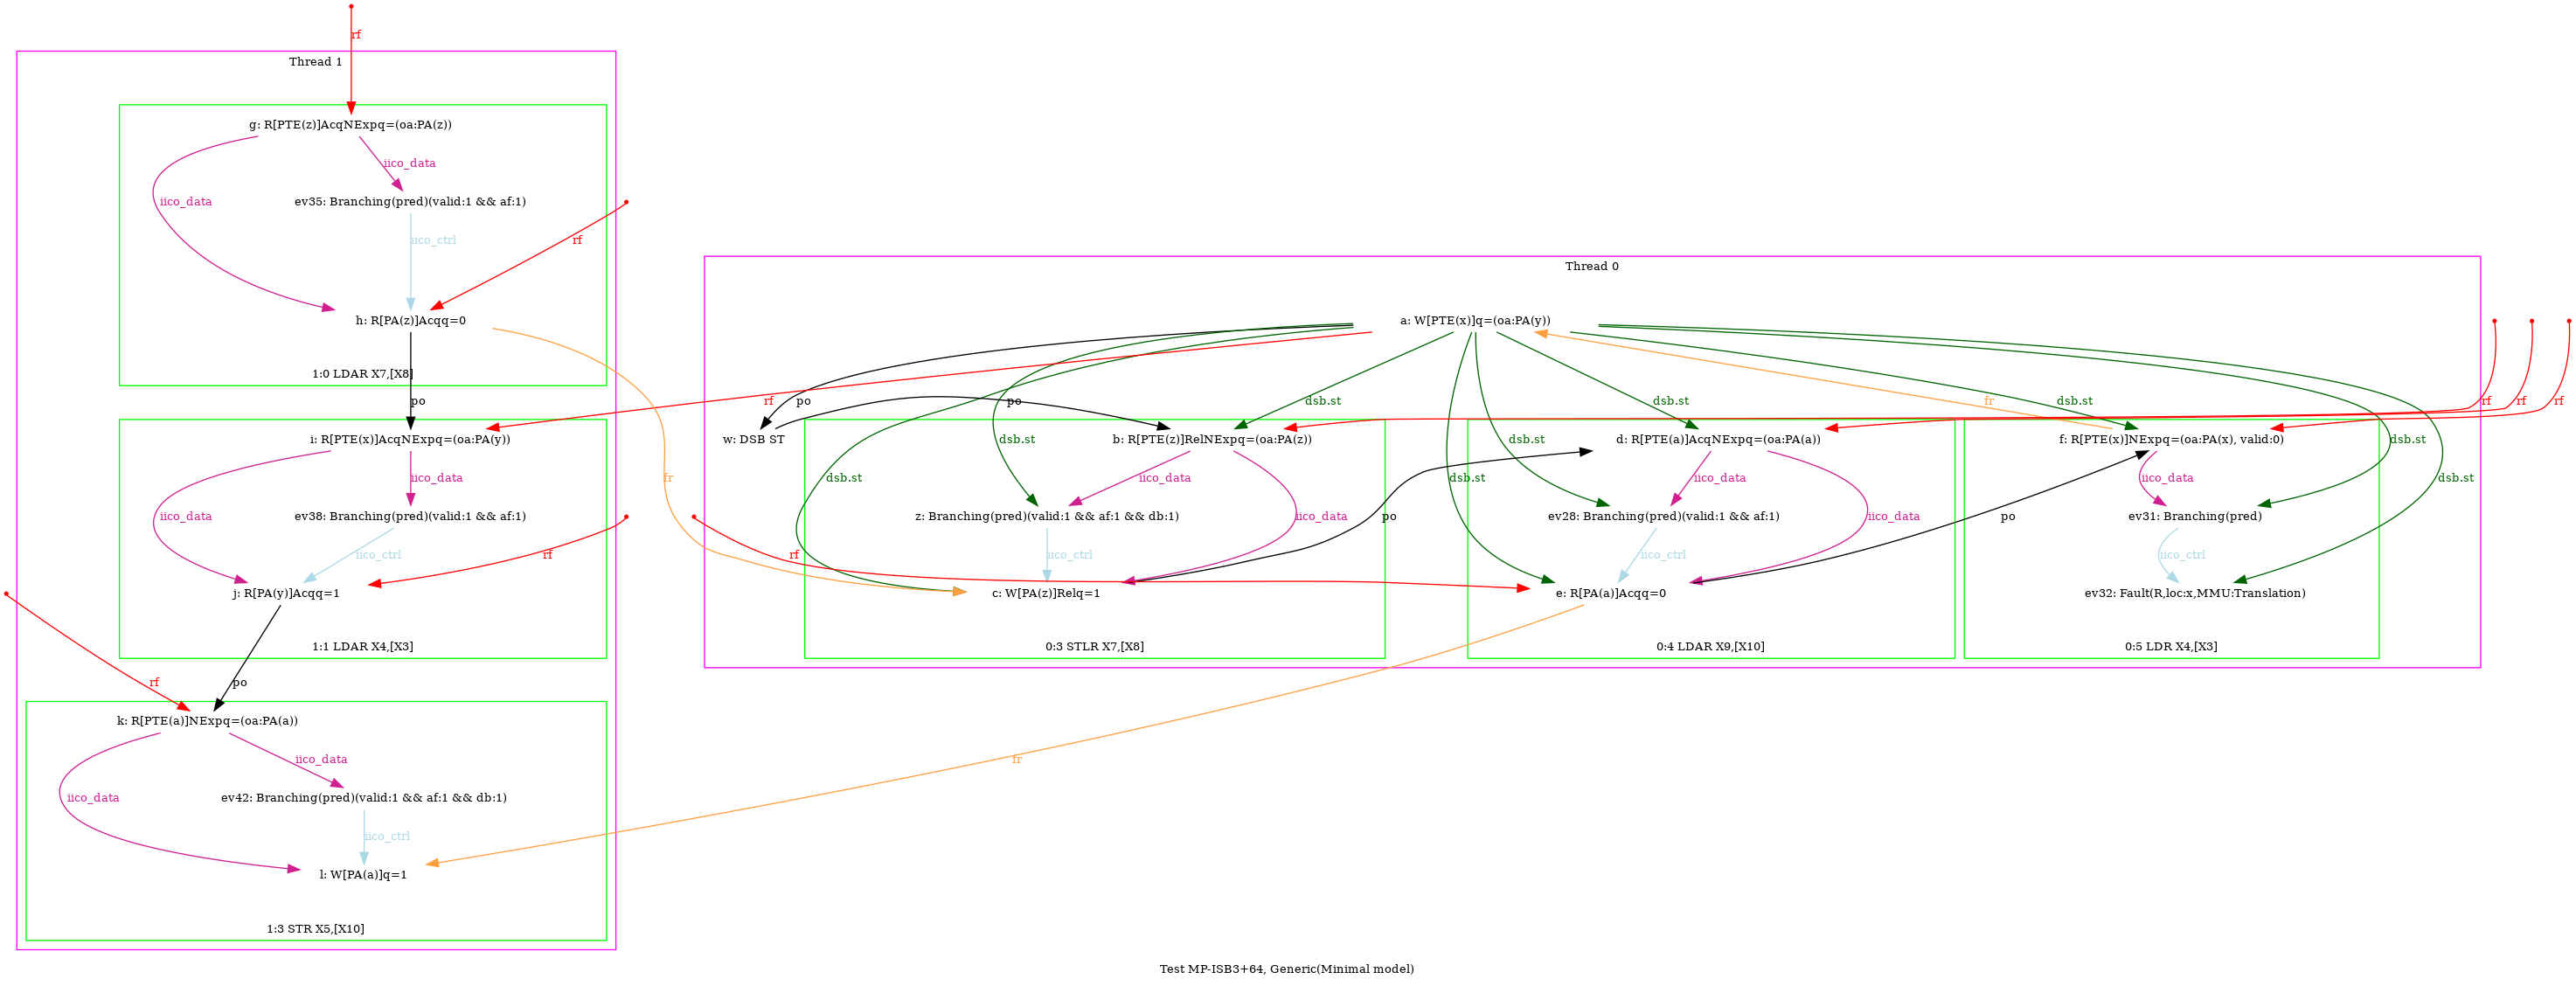 rf
Thread 1
g: R[PTE(z)]AcqNExpq=(oa:PA(z))
iico_data
ev35: Branching(pred)(valid:1 && af:1)
iico_data
iico_ctrl
rf
Thread 0
h: R[PA(z)]Acqq=0
a: W[PTE(x)]q=(oa:PA(y))
1:0 LDAR X7,[X8]
po
rf
po
po
dsb.st
dsb.st
fr
dsb.st
rf
rf
rf
i: R[PTE(x)]AcqNExpq=(oa:PA(y))
w: DSB ST
dsb.st
b: R[PTE(z)]RelNExpq=(oa:PA(z))
dsb.st
d: R[PTE(a)]AcqNExpq=(oa:PA(a))
f: R[PTE(x)]NExpq=(oa:PA(x), valid:0)
dsb.st
iico_data
fr
dsb.st
iico_data
dsb.st
iico_data
iico_data
dsb.st
iico_data
ev38: Branching(pred)(valid:1 && af:1)
z: Branching(pred)(valid:1 && af:1 && db:1)
iico_data
po
ev28: Branching(pred)(valid:1 && af:1)
iico_data
po
ev31: Branching(pred)
iico_ctrl
rf
rf
iico_ctrl
iico_ctrl
iico_ctrl
j: R[PA(y)]Acqq=1
c: W[PA(z)]Relq=1
e: R[PA(a)]Acqq=0
ev32: Fault(R,loc:x,MMU:Translation)
1:1 LDAR X4,[X3]
0:3 STLR X7,[X8]
0:4 LDAR X9,[X10]
0:5 LDR X4,[X3]
rf
po
k: R[PTE(a)]NExpq=(oa:PA(a))
iico_data
fr
iico_data
ev42: Branching(pred)(valid:1 && af:1 && db:1)
iico_ctrl
l: W[PA(a)]q=1
1:3 STR X5,[X10]
Test MP-ISB3+64, Generic(Minimal model)